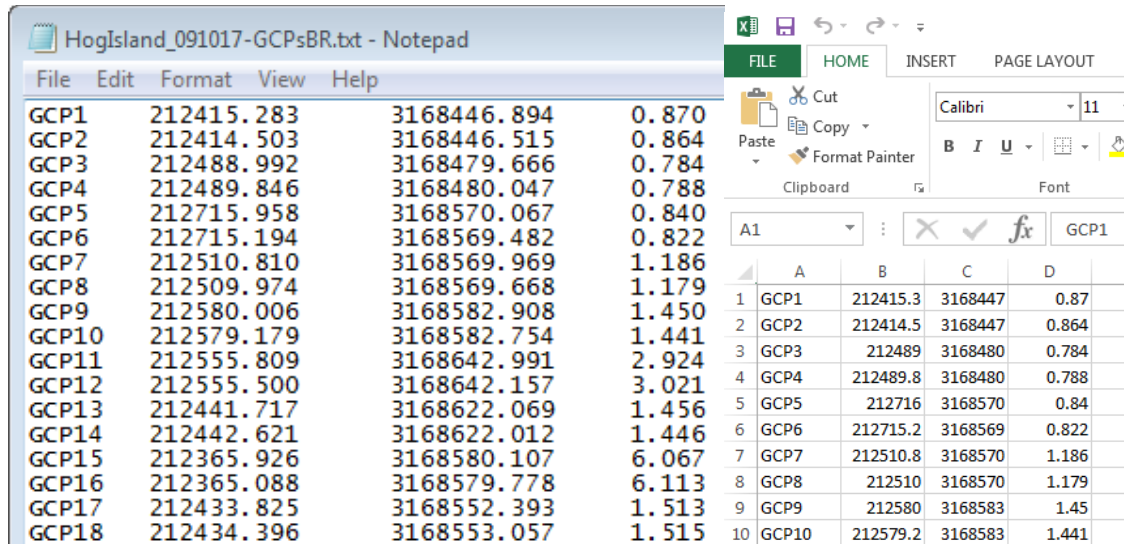 HogIsland_091017-GCPsBR.txt - Notepad
File Edit Format View Help
GCP1 212415.283 3168446.894 0.870
GCP2 212414.503 3168446.515 0.864
GCP3 212488.992 3168479.666 0.784
GCP4 212489.846 3168480.047 0.788
GCP5 212715.958 3168570.067 0.840
GCP6 212715.194 3168569.482 0.822
GCP7 212510.810 3168569.969 1.186
GCP8 212509.974 3168569.668 1.179
GCP9 212580.006 3168582.908 1.450
GCP10 212579.179 3168582.754 1.441
GCP11 212555.809 3168642.991 2.924
GCP12 212555.500 3168642.157 3.021
GCP13 212441.717 3168622.069 1.456
GCP14 212442.621 3168622.012 1.446
GCP15 212365.926 3168580.107 6.067
GCP16 212365.088 3168579.778 6.113
GCP17 212433.825 3168552.393 1.513
GCP18 212434.396 3168553.057 1.515
FILE HOME INSERT PAGE LAYOUT
Cut
Copy
Format Painter
Paste
Calibri 11
B I U
Clipboard Font
A1 fx GCP1
A B C D
1 GCP1 212415.3 3168447 0.87
2 GCP2 212414.5 3168447 0.864
3 GCP3 212489 3168480 0.784
4 GCP4 212489.8 3168480 0.788
5 GCP5 212716 3168570 0.84
6 GCP6 212715.2 3168569 0.822
7 GCP7 212510.8 3168570 1.186
8 GCP8 212510 3168570 1.179
9 GCP9 212580 3168583 1.45
10 GCP10 212579.2 3168583 1.441